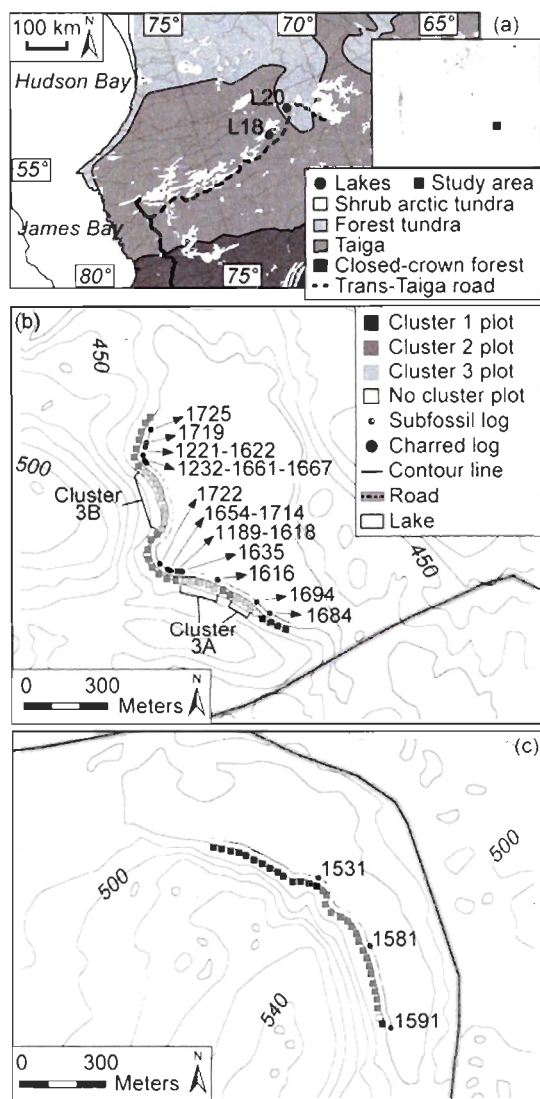 100 km N 75° 70° 65° (a)
Hudson Bay
L20
L18
55°
James Bay
80° 75°
Lakes Study area
Shrub arctic tundra
Forest tundra
Taiga
Closed-crown forest
Trans-Taiga road
(b)
450
500
1725
1719
1221-1622
1232-1661-1667
1722
1654-1714
1189-1618
1635
1616
1694
1684
Cluster
3B
Cluster
3A
450
Cluster 1 plot
Cluster 2 plot
Cluster 3 plot
No cluster plot
Subfossil log
Charred log
Contour line
Road
Lake
0 300
Meters N
(c)
500
500
1531
1581
1591
540
0 300
Meters N